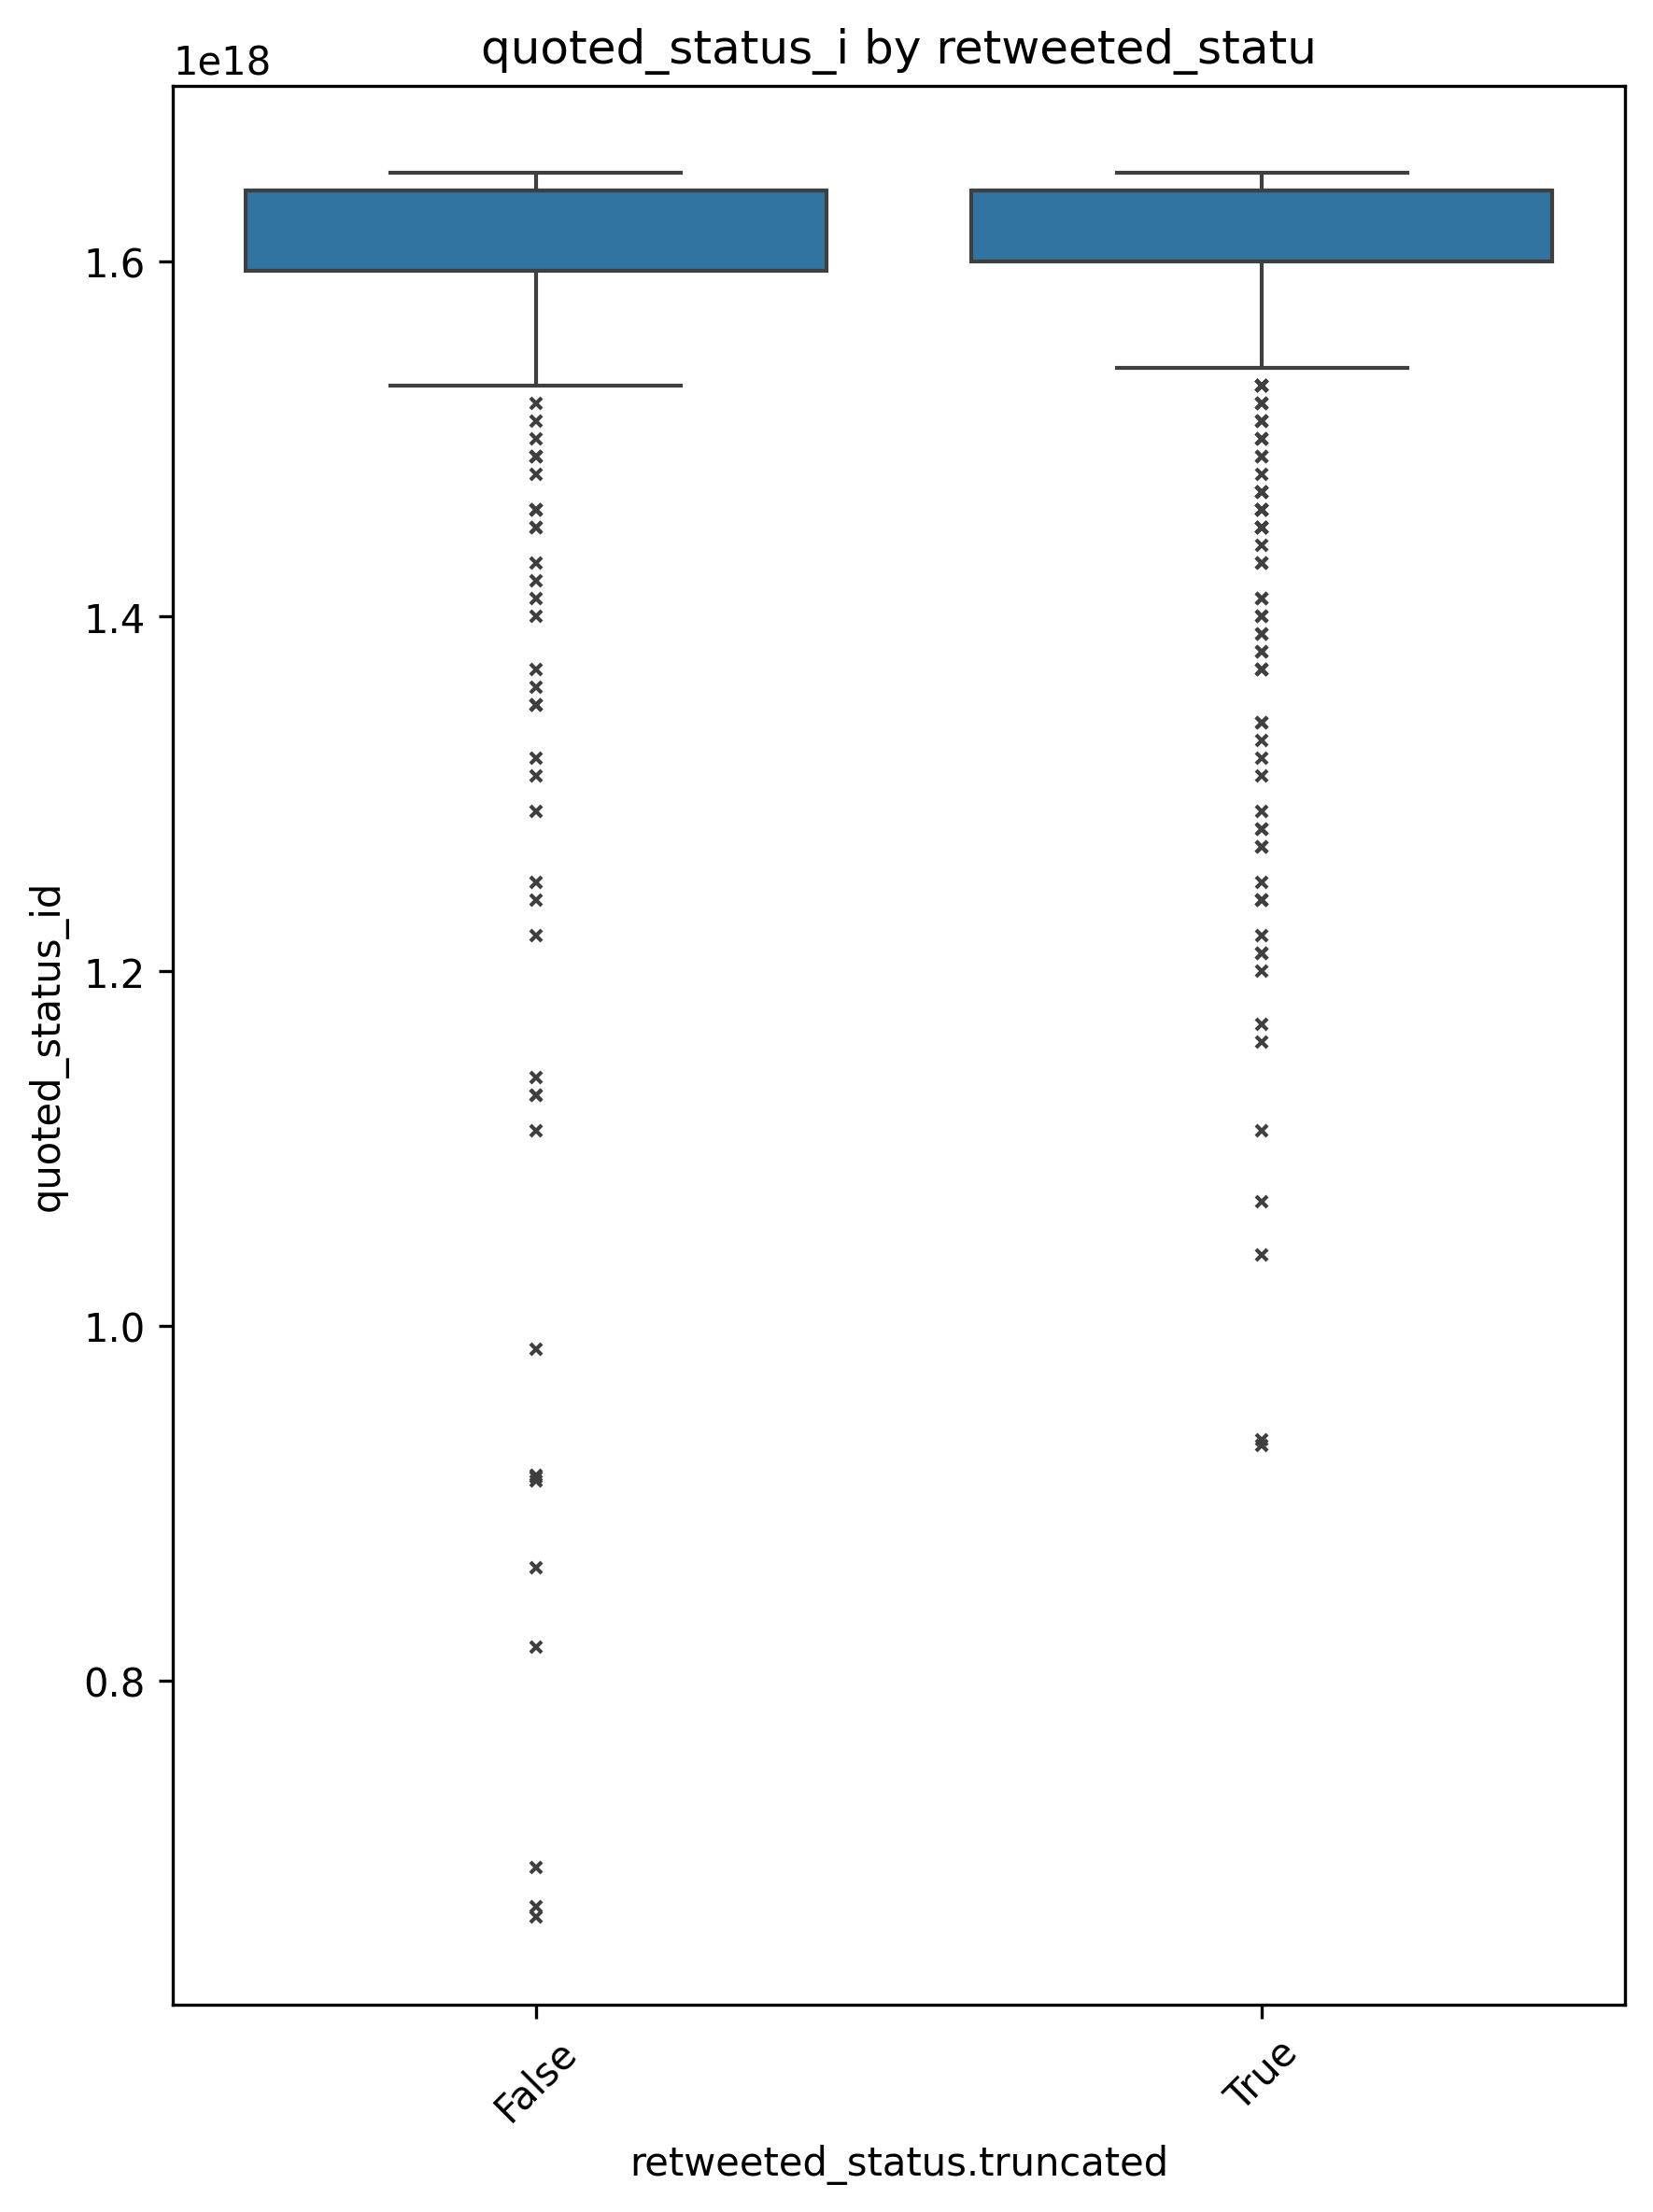 quoted_status_i by retweeted_statu
1e18
1.6
1.4
1.2
1.0
0.8
quoted_status_id
False
True
retweeted_status.truncated